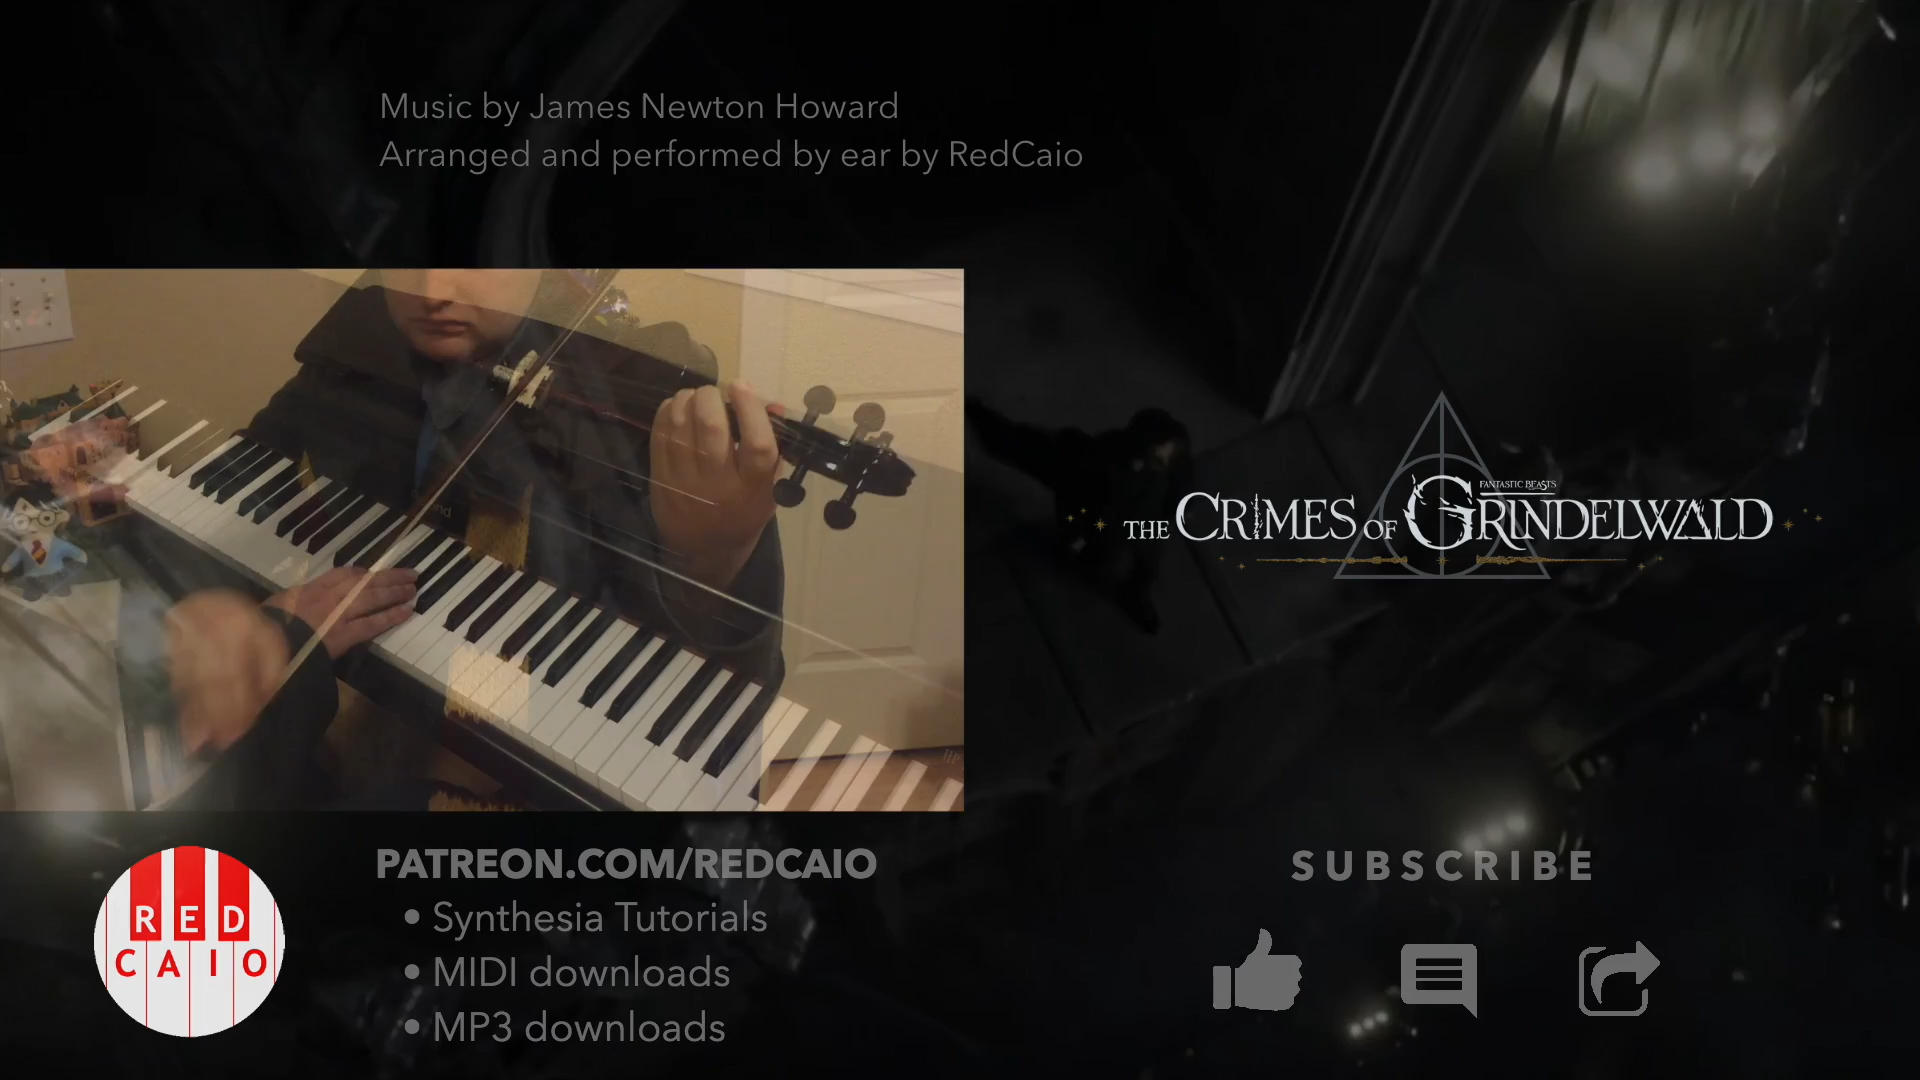 Music by James Newton Howard
Arranged and performed by ear by RedCaio
FANTASTIC BEASTS
THE CRIMES OF GRINDELWALD
PATREON.COM/REDCAIO
• Synthesia Tutorials
• MIDI downloads
• MP3 downloads
RED
CAIO
SUBSCRIBE